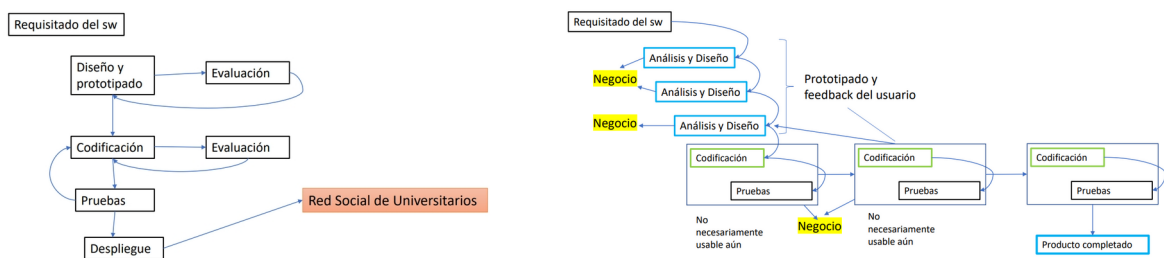 Requisitado del sw
Diseño y
prototipado
Evaluación
Codificación
Evaluación
Pruebas
Despliegue
Red Social de Universitarios
Requisitado del sw
Análisis y Diseño
Negocio
Análisis y Diseño
Negocio
Análisis y Diseño
Prototipado y
feedback del usuario
Codificación
Pruebas
Codificación
Pruebas
Codificación
Pruebas
No
necesariamente
usable aún
Negocio
No
necesariamente
usable aún
Producto completado